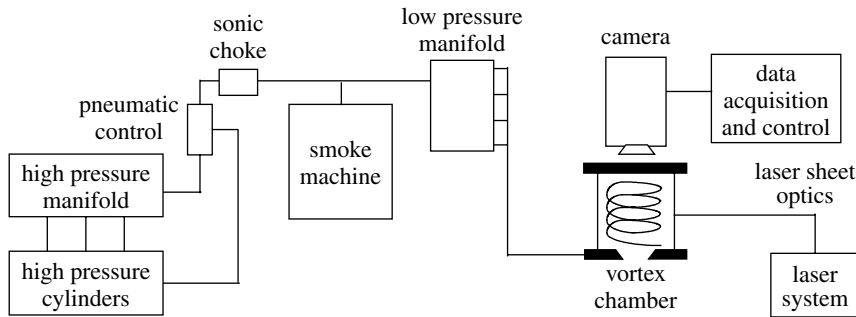 sonic
choke
low pressure
manifold
camera
data
acquisition
and control
pneumatic
control
smoke
machine
high pressure
manifold
laser sheet
optics
high pressure
cylinders
vortex
chamber
laser
system